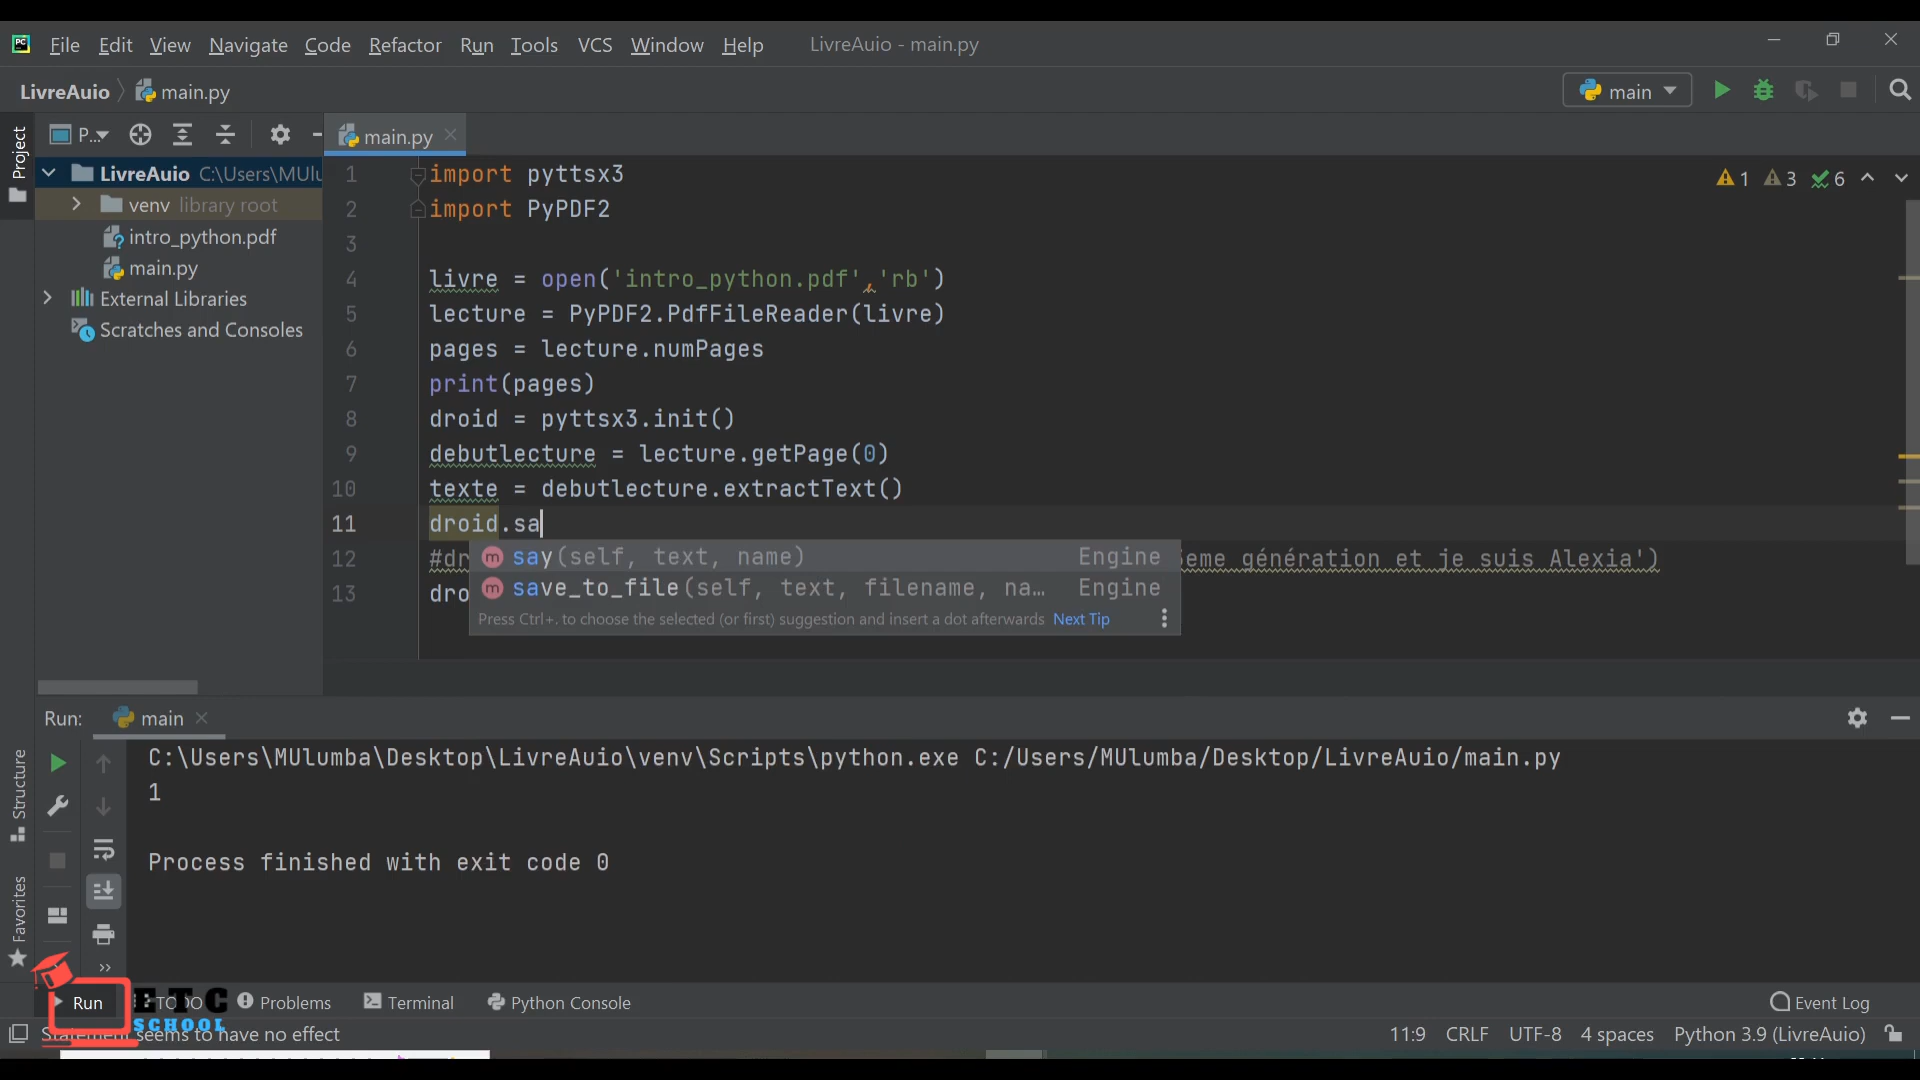 File Edit View Navigate Code Refactor Run Tools VCS Window Help LivreAuio - main.py
LivreAuio main.py main
Project P... main.py
LivreAuio C:\Users\MUlu
venv library root
intro_python.pdf
main.py
External Libraries
Scratches and Consoles
1 import pyttsx3
2 import PyPDF2
3
4 livre = open('intro_python.pdf','rb')
5 lecture = PyPDF2.PdfFileReader(livre)
6 pages = lecture.numPages
7 print(pages)
8 droid = pyttsx3.init()
9 debutlecture = lecture.getPage(0)
10 texte = debutlecture.extractText()
11 droid.sa
12 #dr ème génération et je suis Alexia')
13 dro
1 3 6
m say(self, text, name) Engine
m save_to_file(self, text, filename, na… Engine
Press Ctrl+. to choose the selected (or first) suggestion and insert a dot afterwards Next Tip
Run: main
C:\Users\MUlumba\Desktop\LivreAuio\venv\Scripts\python.exe C:/Users/MUlumba/Desktop/LivreAuio/main.py
1
Process finished with exit code 0
Structure
Favorites
Run TODO Problems Terminal Python Console Event Log
ETC
SCHOOL
Statement seems to have no effect 11:9 CRLF UTF-8 4 spaces Python 3.9 (LivreAuio)